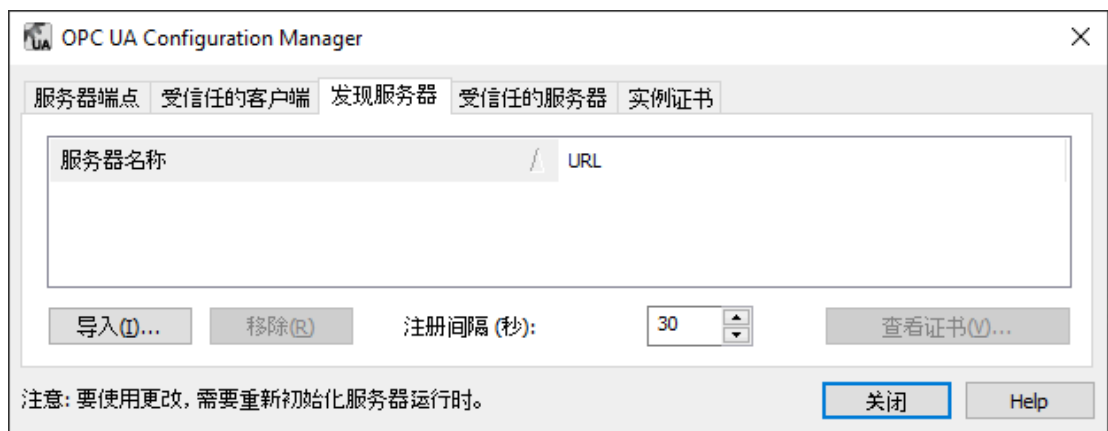 OPC UA Configuration Manager
服务器端点 受信任的客户端 发现服务器 受信任的服务器 实例证书
服务器名称 URL
导入(I)... 移除(R) 注册间隔 (秒): 30 查看证书(V)...
注意: 要使用更改, 需要重新初始化服务器运行时。 关闭 Help